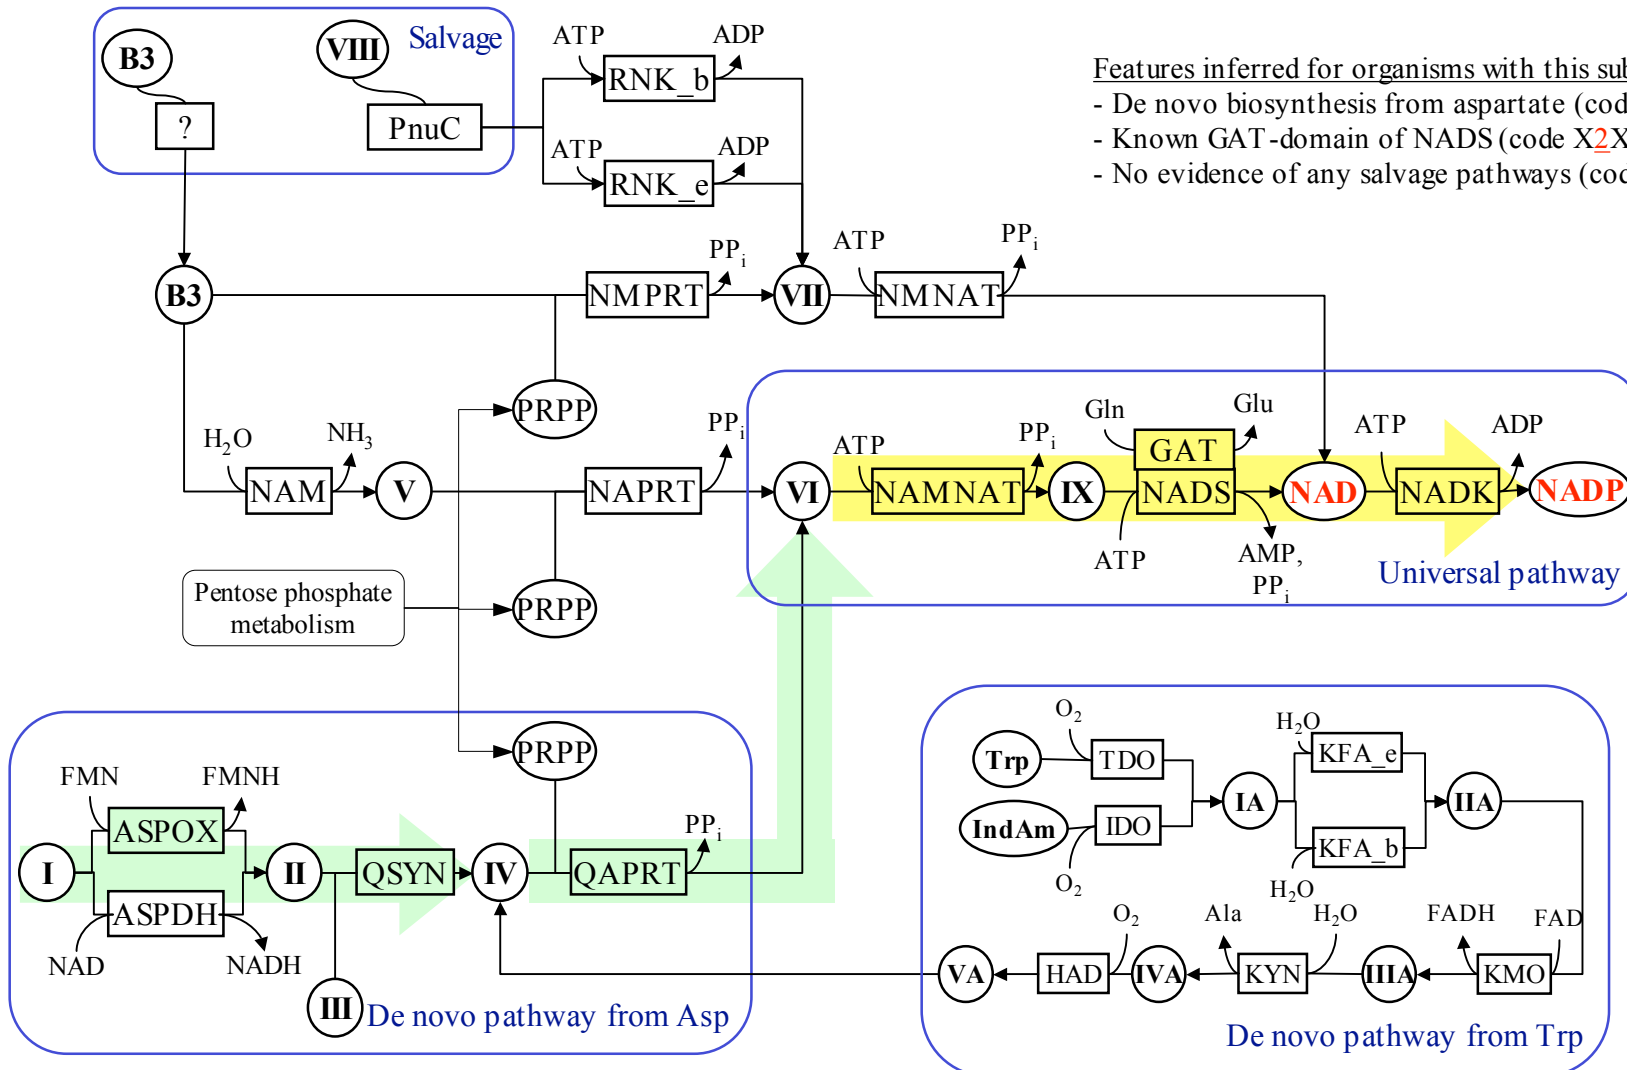 B3
VIII
Salvage
ATP
ADP
RNK_b
?
PnuC
ATP
ADP
RNK_e
Features inferred for organisms with this sub
- De novo biosynthesis from aspartate (cod
- Known GAT-domain of NADS (code X2X
- No evidence of any salvage pathways (cod
B3
NMPRT
PPi
VII
ATP
NMNAT
PPi
PRPP
H2O
NH3
NAM
V
NAPRT
PPi
VI
ATP
NAMNAT
PPi
IX
Gln
GAT
Glu
NADS
ATP
AMP,
PPi
NAD
ATP
NADK
ADP
NADP
Universal pathway
Pentose phosphate
metabolism
PRPP
PRPP
FMN
FMNH
ASPOX
I
II
ASPDH
NAD
NADH
QSYN
IV
QAPRT
PPi
III
De novo pathway from Asp
Trp
O2
TDO
IndAm
IDO
O2
IA
H2O
KFA_e
KFA_b
H2O
IIA
VA
HAD
O2
IVA
Ala
KYN
H2O
IIIA
FADH
KMO
FAD
De novo pathway from Trp